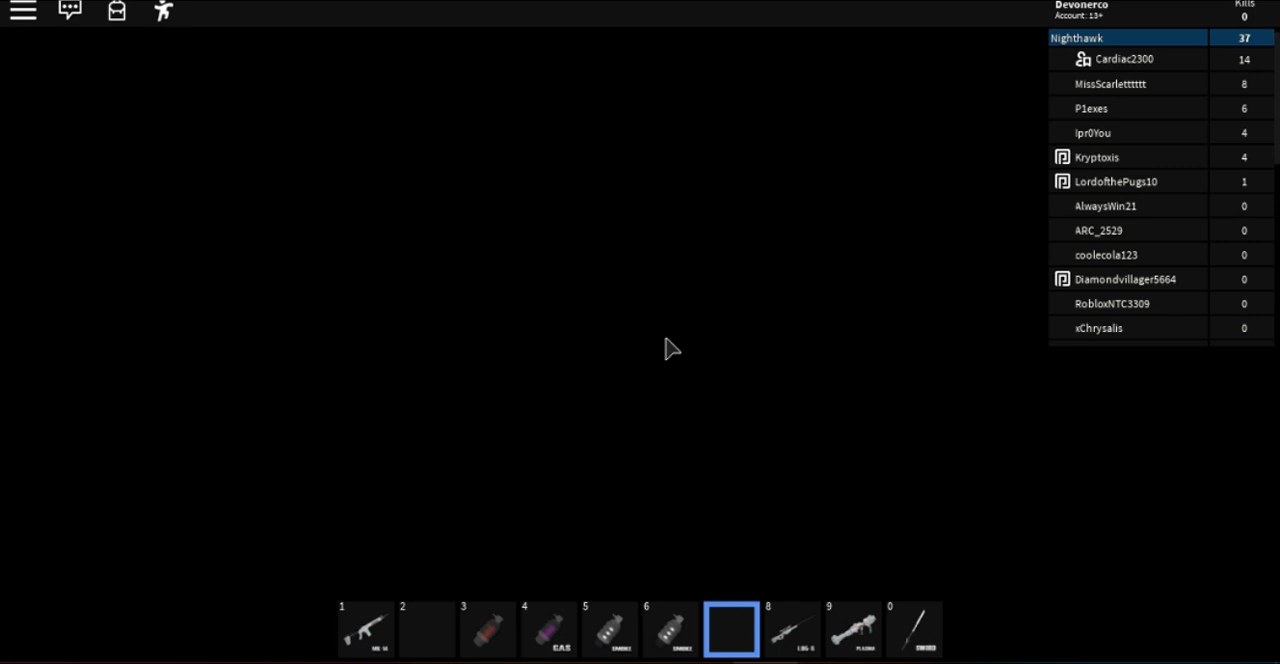 Devonerco
Kills
Account: 13+
0
Nighthawk 37
Cardiac2300 14
MissScarletttttt 8
P1exes 6
Ipr0You 4
Kryptoxis 4
LordofthePugs10 1
AlwaysWin21 0
ARC_2529 0
coolecola123 0
Diamondvillager5664 0
RobloxNTC3309 0
xChrysalis 0
1 2 3 4 5 6 8 9 0
GAS SMOKE SMOKE PLASMA SWORD